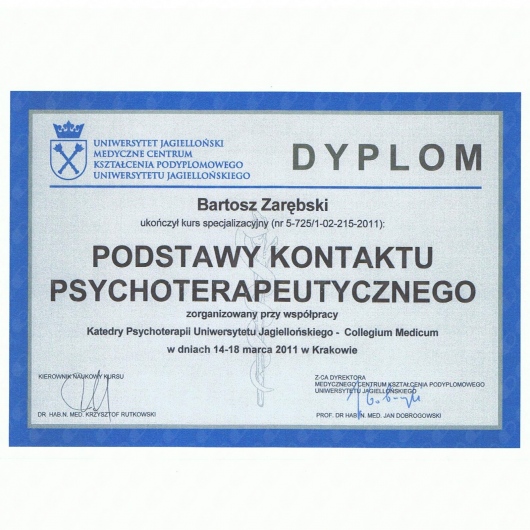 UNIWERSYTET JAGIELLOŃSKI
MEDYCZNE CENTRUM
KSZTAŁCENIA PODYPLOMOWEGO
UNIWERSYTETU JAGIELLOŃSKIEGO
DYPLOM
Bartosz Zarębski
ukończył kurs specjalizacyjny (nr 5-725/1-02-215-2011):
PODSTAWY KONTAKTU
PSYCHOTERAPEUTYCZNEGO
zorganizowany przy współpracy
Katedry Psychoterapii Uniwersytetu Jagiellońskiego - Collegium Medicum
w dniach 14-18 marca 2011 w Krakowie
KIEROWNIK NAUKOWY KURSU
DR HAB.N. MED. KRZYSZTOF RUTKOWSKI
Z-CA DYREKTORA
MEDYCZNEGO CENTRUM KSZTAŁCENIA PODYPLOMOWEGO
UNIWERSYTETU JAGIELLOŃSKIEGO
PROF. DR HAB. N. MED. JAN DOBROGOWSKI